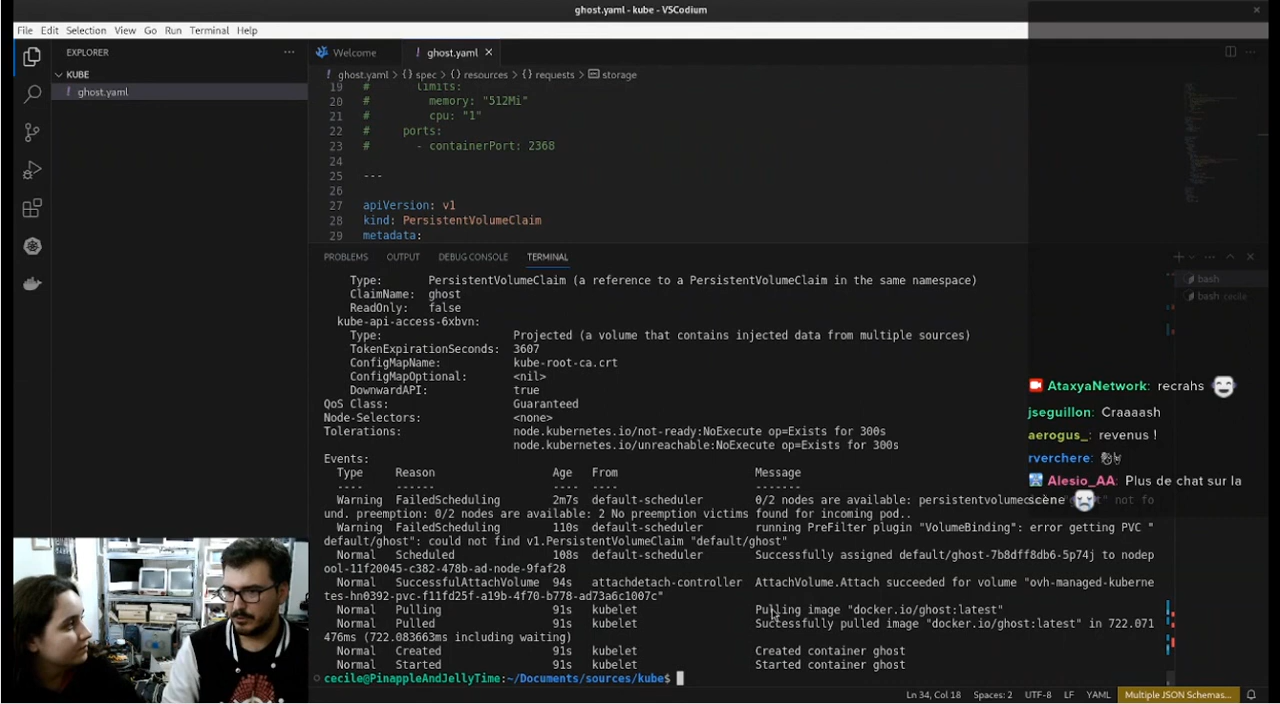 ghost.yaml - kube - VSCodium
File Edit Selection View Go Run Terminal Help
EXPLORER
KUBE
! ghost.yaml
Welcome
! ghost.yaml ×
! ghost.yaml > {} spec > {} resources > {} requests > storage
19 # limits:
20 # memory: "512Mi"
21 # cpu: "1"
22 # ports:
23 # - containerPort: 2368
24
25 ---
26
27 apiVersion: v1
28 kind: PersistentVolumeClaim
29 metadata:
PROBLEMS OUTPUT DEBUG CONSOLE TERMINAL
bash
bash cecile
Type: PersistentVolumeClaim (a reference to a PersistentVolumeClaim in the same namespace)
ClaimName: ghost
ReadOnly: false
kube-api-access-6xbvn:
Type: Projected (a volume that contains injected data from multiple sources)
TokenExpirationSeconds: 3607
ConfigMapName: kube-root-ca.crt
ConfigMapOptional: <nil>
DownwardAPI: true
QoS Class: Guaranteed
Node-Selectors: <none>
Tolerations: node.kubernetes.io/not-ready:NoExecute op=Exists for 300s
node.kubernetes.io/unreachable:NoExecute op=Exists for 300s
Events:
Type Reason Age From Message
---- ------ ---- ---- -------
Warning FailedScheduling 2m7s default-scheduler 0/2 nodes are available: persistentvolumec not fo
und. preemption: 0/2 nodes are available: 2 No preemption victims found for incoming pod..
Warning FailedScheduling 110s default-scheduler running PreFilter plugin "VolumeBinding": error getting PVC "
default/ghost": could not find v1.PersistentVolumeClaim "default/ghost"
Normal Scheduled 108s default-scheduler Successfully assigned default/ghost-7b8dff8db6-5p74j to nodep
ool-11f20045-c382-478b-ad-node-9faf28
Normal SuccessfulAttachVolume 94s attachdetach-controller AttachVolume.Attach succeeded for volume "ovh-managed-kuberne
tes-hn0392-pvc-f11fd25f-a19b-4f70-b778-ad73a6c1007c"
Normal Pulling 91s kubelet Pulling image "docker.io/ghost:latest"
Normal Pulled 91s kubelet Successfully pulled image "docker.io/ghost:latest" in 722.071
476ms (722.083663ms including waiting)
Normal Created 91s kubelet Created container ghost
Normal Started 91s kubelet Started container ghost
cecile@PinappleAndJellyTime:~/Documents/sources/kube$
AtaxyaNetwork: recrahs
jseguillon: Craaaash
aerogus_: revenus !
rverchere:
Alesio_AA: Plus de chat sur la
scène
Ln 34, Col 18 Spaces: 2 UTF-8 LF YAML Multiple JSON Schemas...